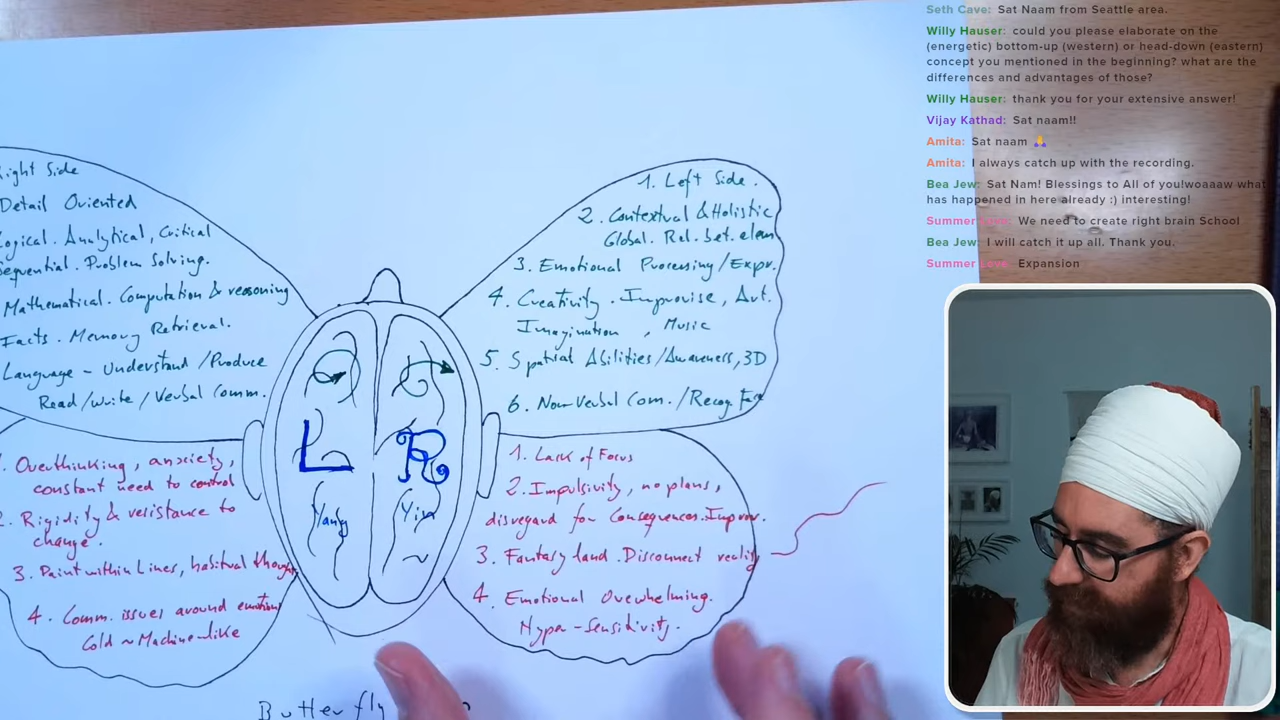 Right Side
Detail Oriented
Logical. Analytical, Critical
Sequential. Problem Solving.
Mathematical. Computation & reasoning
Facts. Memory Retrieval.
Language - Understand/Produce
Read/Write/Verbal Comm.
1. Left Side.
2. Contextual & Holistic
Global. Rel. bet. elem
3. Emotional Processing/Expr.
4. Creativity. Improvise, Art.
Imagination, Music
5. Spatial Abilities/Awareness, 3D
6. Non-Verbal Com./Recog. Face
L
R
Yang
Yin
1. Overthinking, anxiety,
constant need to control
2. Rigidity & resistance to
change.
3. Paint within Lines, habitual thought
4. Comm. issues around emotions
Cold ~ Machine-like
1. Lack of Focus
2. Impulsivity, no plans,
disregard for Consequences. Improv.
3. Fantasy land. Disconnect reality
4. Emotional Overwhelming.
Hyper-Sensitivity.
Butterfly
Seth Cave: Sat Naam from Seattle area.
Willy Hauser: could you please elaborate on the
(energetic) bottom-up (western) or head-down (eastern)
concept you mentioned in the beginning? what are the
differences and advantages of those?
Willy Hauser: thank you for your extensive answer!
Vijay Kathad: Sat naam!!
Amita: Sat naam 🙏
Amita: I always catch up with the recording.
Bea Jew: Sat Nam! Blessings to All of you!woaaaw what
has happened in here already :) interesting!
Summer Love: We need to create right brain School
Bea Jew: I will catch it up all. Thank you.
Summer Love: Expansion